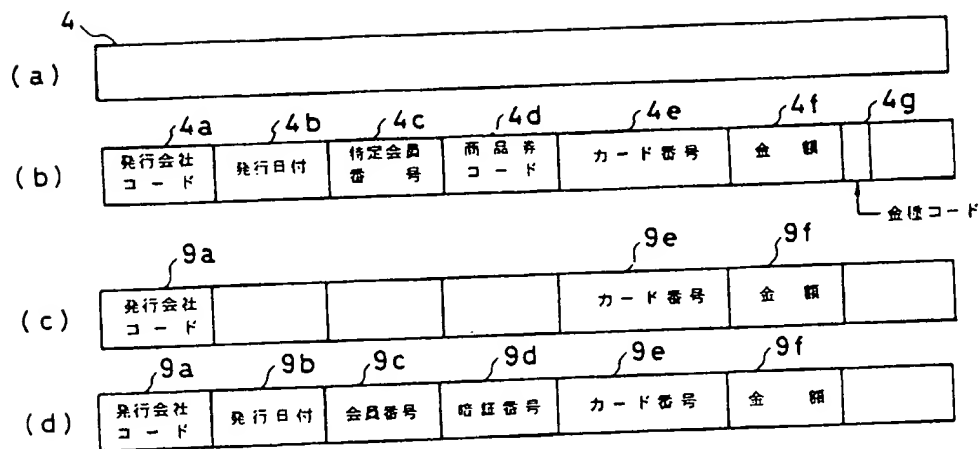 4
(a)
4a 4b 4c 4d 4e 4f 4g
(b)
発行会社 発行日付 特定会員 商品券 カード番号 金額
コード 番号 コード
金種コード
9a 9e 9f
(c)
発行会社 カード番号 金額
コード
9a 9b 9c 9d 9e 9f
(d)
発行会社 発行日付 会員番号 暗証番号 カード番号 金額
コード